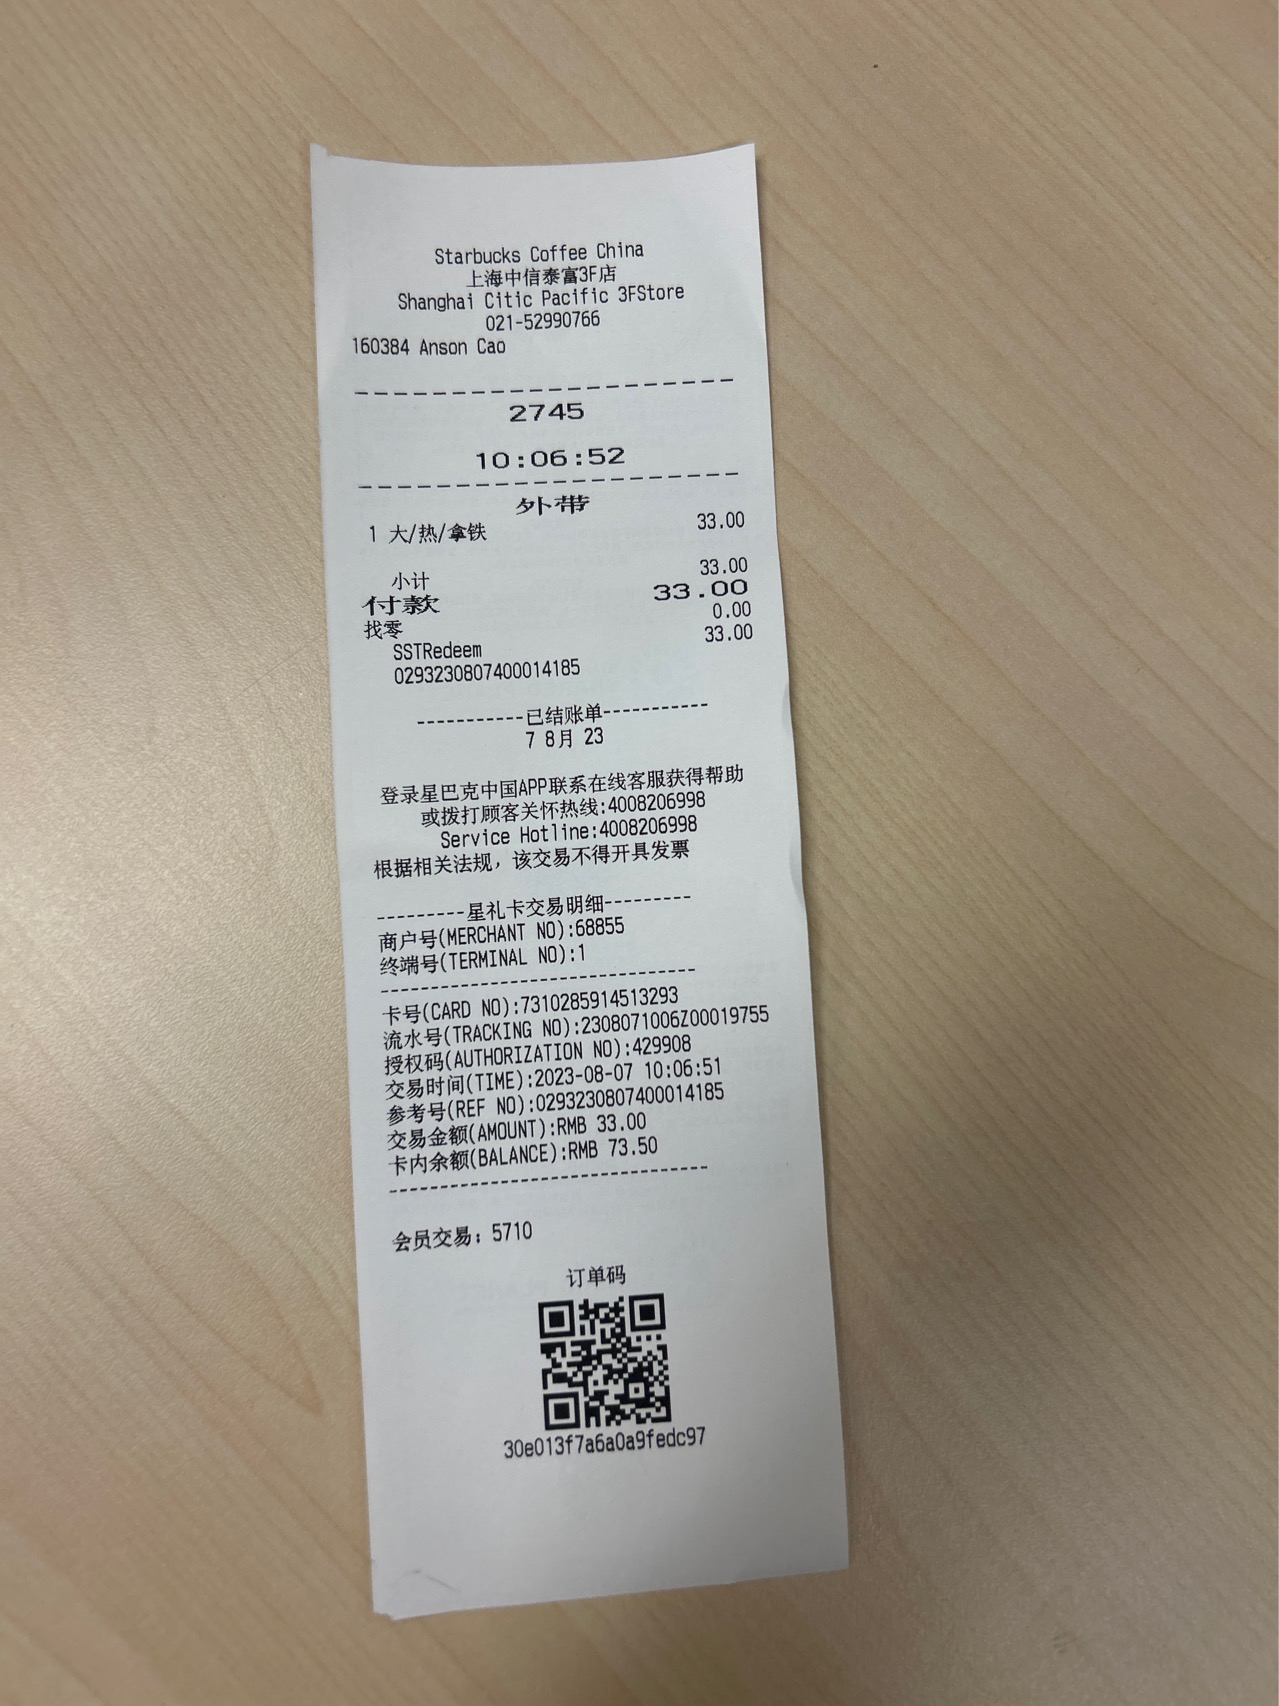 Starbucks Coffee China
上海中信泰富3F店
Shanghai Citic Pacific 3FStore
021-52990766
160384 Anson Cao
--------------------
2745
10:06:52
--------------------
外带
1 大/热/拿铁 33.00
小计 33.00
付款 33.00
找零 0.00
SSTRedeem 33.00
0293230807400014185
-----------已结账单-----------
7 8月 23
登录星巴克中国APP联系在线客服获得帮助
或拨打顾客关怀热线:4008206998
Service Hotline:4008206998
根据相关法规，该交易不得开具发票
---------星礼卡交易明细---------
商户号(MERCHANT NO):68855
终端号(TERMINAL NO):1
--------------------------------
卡号(CARD NO):7310285914513293
流水号(TRACKING NO):2308071006Z00019755
授权码(AUTHORIZATION NO):429908
交易时间(TIME):2023-08-07 10:06:51
参考号(REF NO):0293230807400014185
交易金额(AMOUNT):RMB 33.00
卡内余额(BALANCE):RMB 73.50
--------------------------------
会员交易: 5710
订单码
30e013f7a6a0a9fedc97